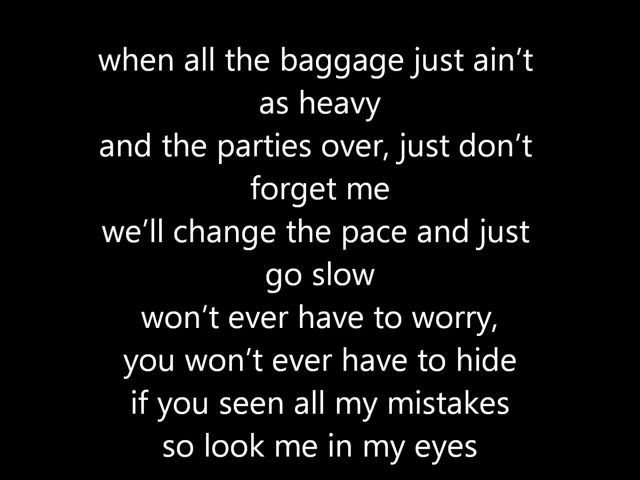 when all the baggage just ain’t
as heavy
and the parties over, just don’t
forget me
we’ll change the pace and just
go slow
won’t ever have to worry,
you won’t ever have to hide
if you seen all my mistakes
so look me in my eyes